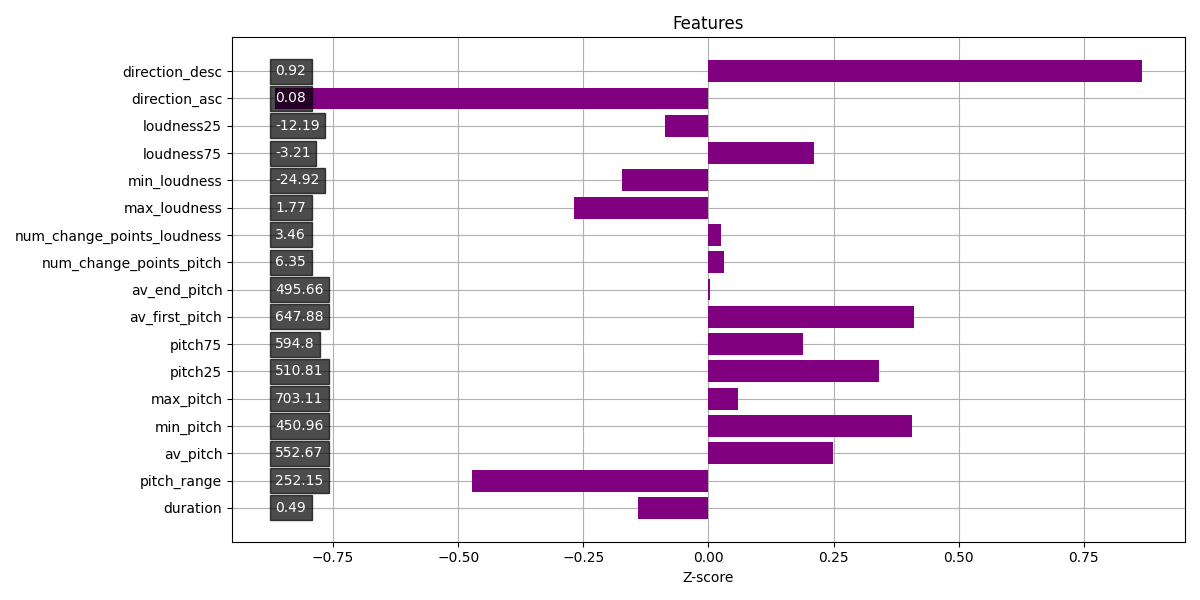 Features
direction_desc 0.92
direction_asc 0.08
loudness25 -12.19
loudness75 -3.21
min_loudness -24.92
max_loudness 1.77
num_change_points_loudness 3.46
num_change_points_pitch 6.35
av_end_pitch 495.66
av_first_pitch 647.88
pitch75 594.8
pitch25 510.81
max_pitch 703.11
min_pitch 450.96
av_pitch 552.67
pitch_range 252.15
duration 0.49
−0.75 −0.50 −0.25 0.00 0.25 0.50 0.75
Z-score